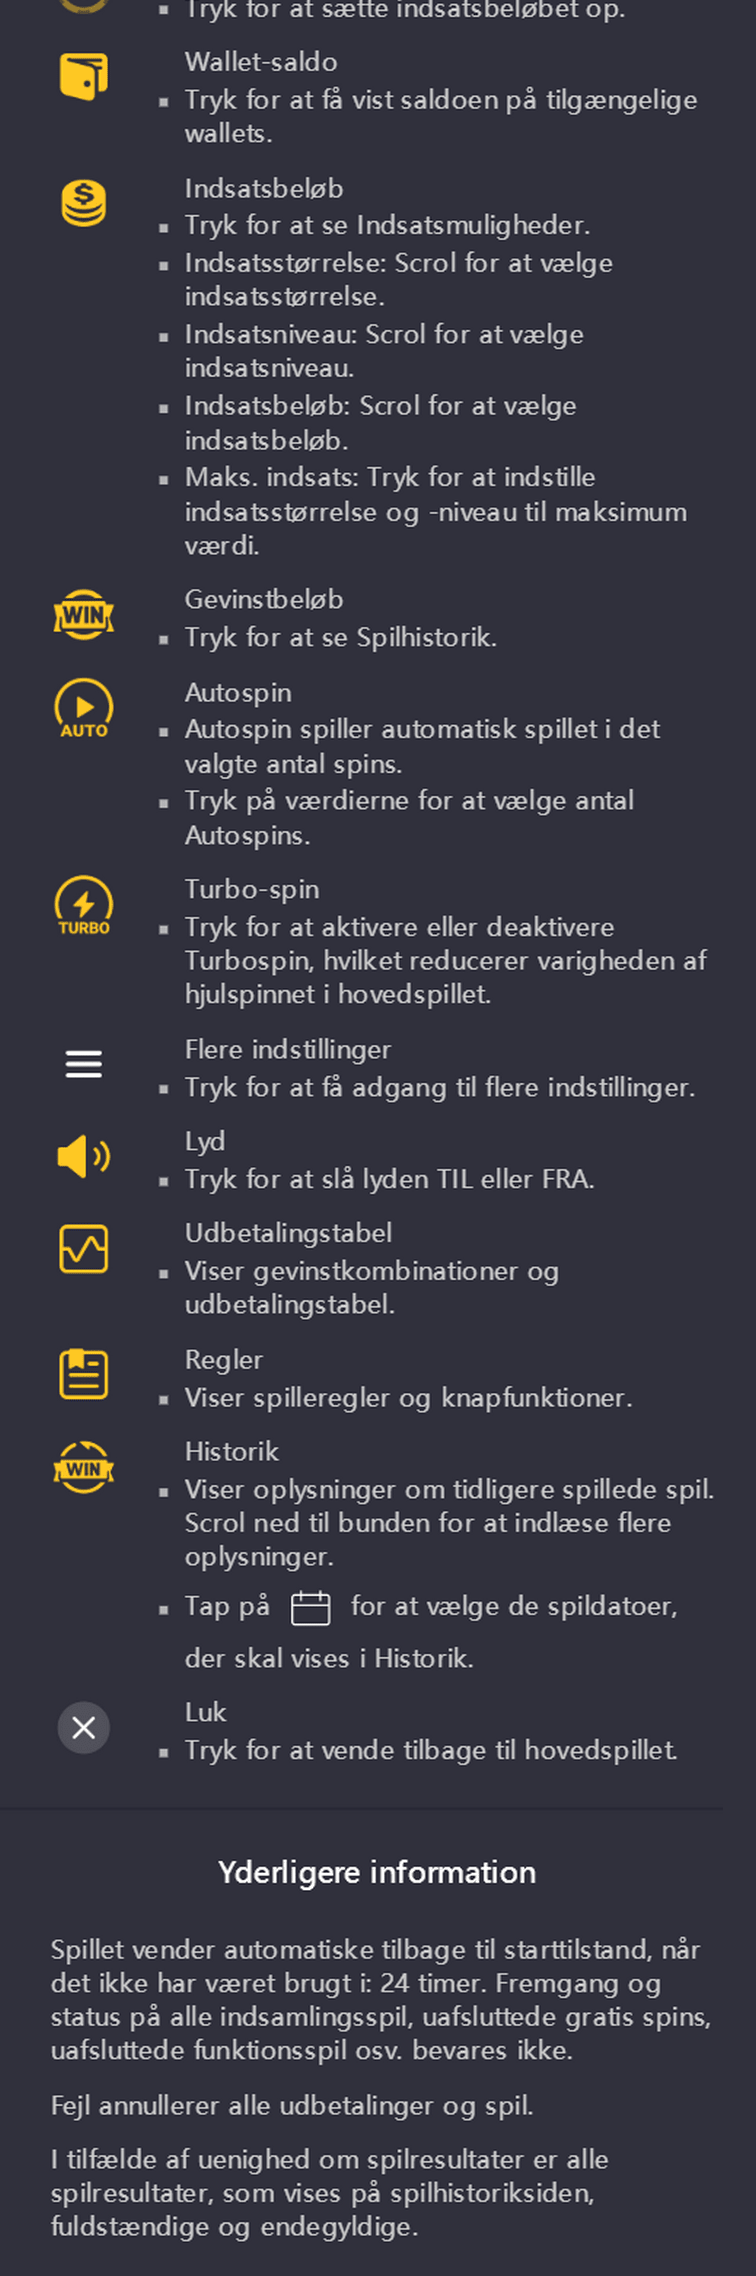 Tryk for at sætte indsatsbeløbet op.
Wallet-saldo
Tryk for at få vist saldoen på tilgængelige
wallets.
Indsatsbeløb
Tryk for at se Indsatsmuligheder.
Indsatsstørrelse: Scrol for at vælge
indsatsstørrelse.
Indsatsniveau: Scrol for at vælge
indsatsniveau.
Indsatsbeløb: Scrol for at vælge
indsatsbeløb.
Maks. indsats: Tryk for at indstille
indsatsstørrelse og -niveau til maksimum
værdi.
WIN
Gevinstbeløb
Tryk for at se Spilhistorik.
AUTO
Autospin
Autospin spiller automatisk spillet i det
valgte antal spins.
Tryk på værdierne for at vælge antal
Autospins.
TURBO
Turbo-spin
Tryk for at aktivere eller deaktivere
Turbospin, hvilket reducerer varigheden af
hjulspinnet i hovedspillet.
Flere indstillinger
Tryk for at få adgang til flere indstillinger.
Lyd
Tryk for at slå lyden TIL eller FRA.
Udbetalingstabel
Viser gevinstkombinationer og
udbetalingstabel.
Regler
Viser spilleregler og knapfunktioner.
WIN
Historik
Viser oplysninger om tidligere spillede spil.
Scrol ned til bunden for at indlæse flere
oplysninger.
Tap på for at vælge de spildatoer,
der skal vises i Historik.
Luk
Tryk for at vende tilbage til hovedspillet.
Yderligere information
Spillet vender automatiske tilbage til starttilstand, når
det ikke har været brugt i: 24 timer. Fremgang og
status på alle indsamlingsspil, uafsluttede gratis spins,
uafsluttede funktionsspil osv. bevares ikke.
Fejl annullerer alle udbetalinger og spil.
I tilfælde af uenighed om spilresultater er alle
spilresultater, som vises på spilhistoriksiden,
fuldstændige og endegyldige.